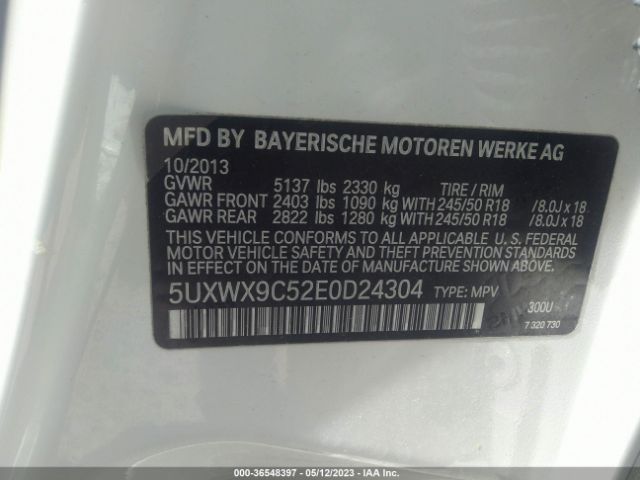 MFD BY BAYERISCHE MOTOREN WERKE AG
10/2013
GVWR 5137 lbs 2330 kg TIRE / RIM
GAWR FRONT 2403 lbs 1090 kg WITH 245/50 R18 /8.0J x 18
GAWR REAR 2822 lbs 1280 kg WITH 245/50 R18 /8.0J x 18
THIS VEHICLE CONFORMS TO ALL APPLICABLE U.S. FEDERAL
MOTOR VEHICLE SAFETY, BUMPER, AND THEFT PREVENTION
STANDARDS IN EFFECT ON THE DATE OF MANUFACTURE SHOWN ABOVE.
5UXWX9C52E0D24304 TYPE: MPV
300U
7 320 730
000-36548397 - 05/12/2023 - IAA Inc.